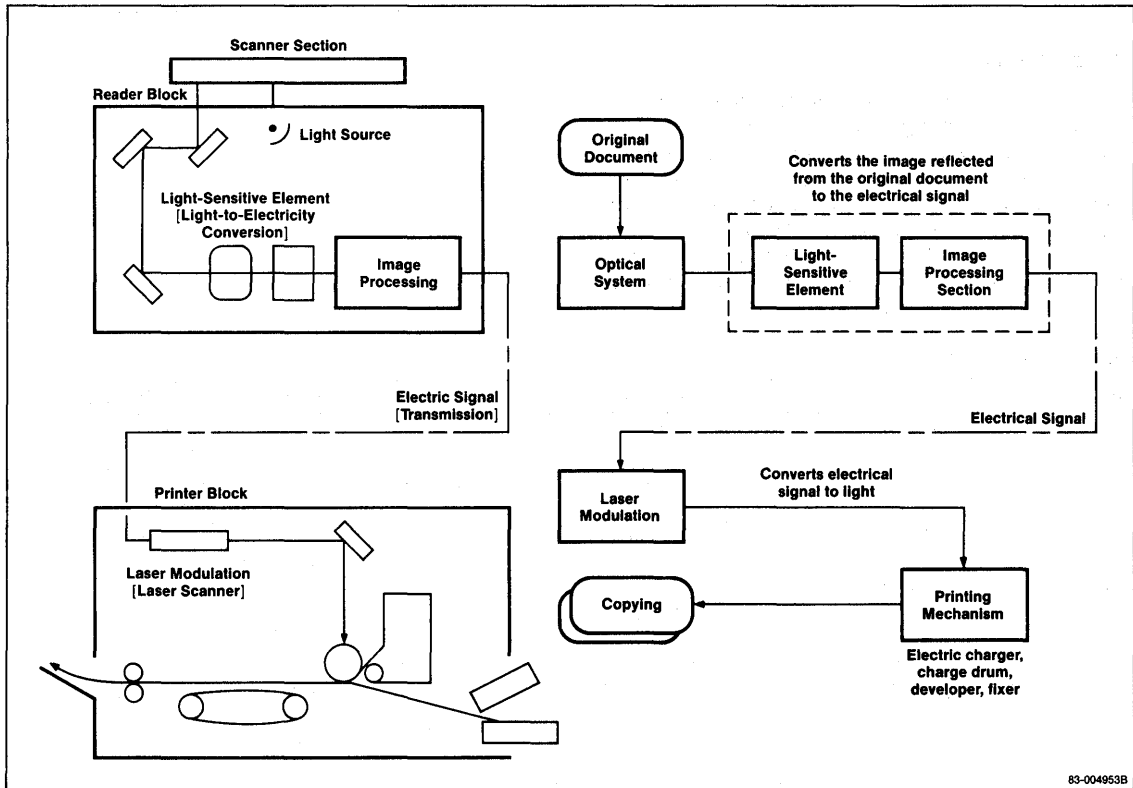 Scanner Section
Reader Block
Light Source
Light-Sensitive Element
[Light-to-Electricity
Conversion]
Image
Processing
Electric Signal
[Transmission]
Printer Block
Laser Modulation
[Laser Scanner]
Original
Document
Converts the image reflected
from the original document
to the electrical signal
Optical
System
Light-
Sensitive
Element
Image
Processing
Section
Electrical Signal
Laser
Modulation
Converts electrical
signal to light
Copying
Printing
Mechanism
Electric charger,
charge drum,
developer, fixer
83-004953B